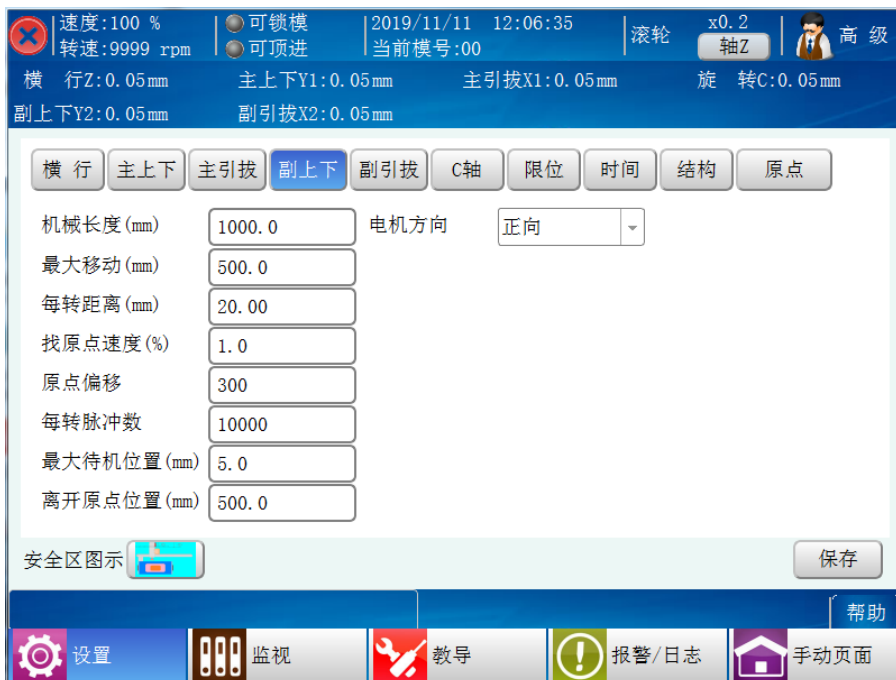 速度:100 % 可锁模 2019/11/11 12:06:35 滚轮 x0.2 高 级
转速:9999 rpm 可顶进 当前模号:00 轴Z
横 行Z:0.05mm 主上下Y1:0.05mm 主引拔X1:0.05mm 旋 转C:0.05mm
副上下Y2:0.05mm 副引拔X2:0.05mm
横 行 主上下 主引拔 副上下 副引拔 C轴 限位 时间 结构 原点
机械长度(mm) 1000.0 电机方向 正向
最大移动(mm) 500.0
每转距离(mm) 20.00
找原点速度(%) 1.0
原点偏移 300
每转脉冲数 10000
最大待机位置(mm) 5.0
离开原点位置(mm) 500.0
安全区图示 保存
帮助
设置 监视 教导 报警/日志 手动页面